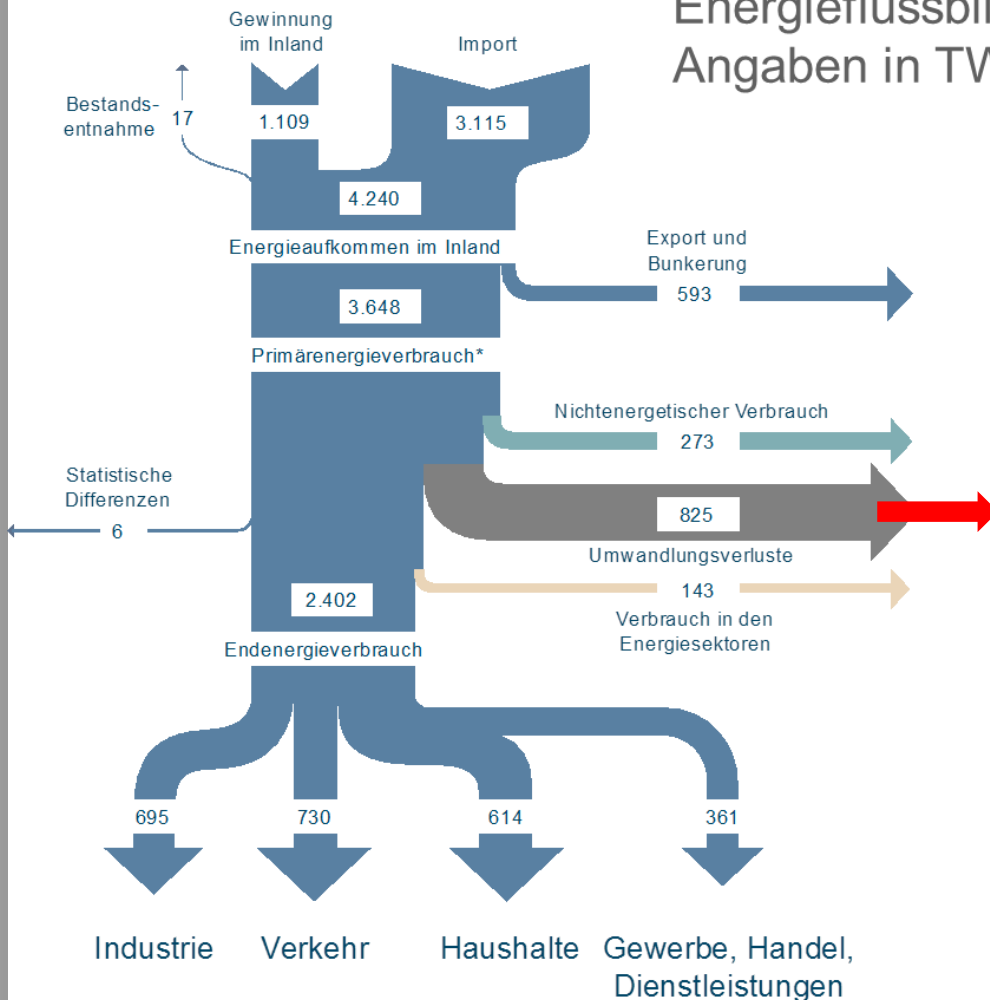 Energieflussbil
Angaben in TW
Gewinnung
im Inland
Import
Bestands-
entnahme
17
1.109
3.115
4.240
Energieaufkommen im Inland
Export und
Bunkerung
593
3.648
Primärenergieverbrauch*
Nichtenergetischer Verbrauch
273
Statistische
Differenzen
6
825
Umwandlungsverluste
143
Verbrauch in den
Energiesektoren
2.402
Endenergieverbrauch
695
730
614
361
Industrie
Verkehr
Haushalte
Gewerbe, Handel,
Dienstleistungen